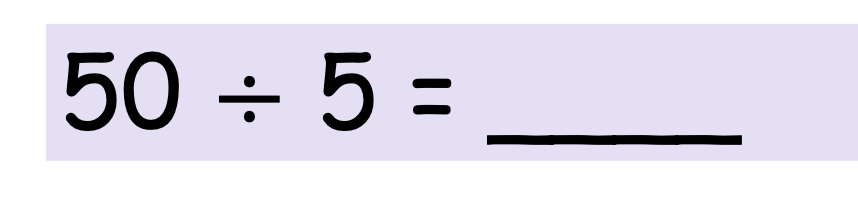 50 ÷ 5 = ____